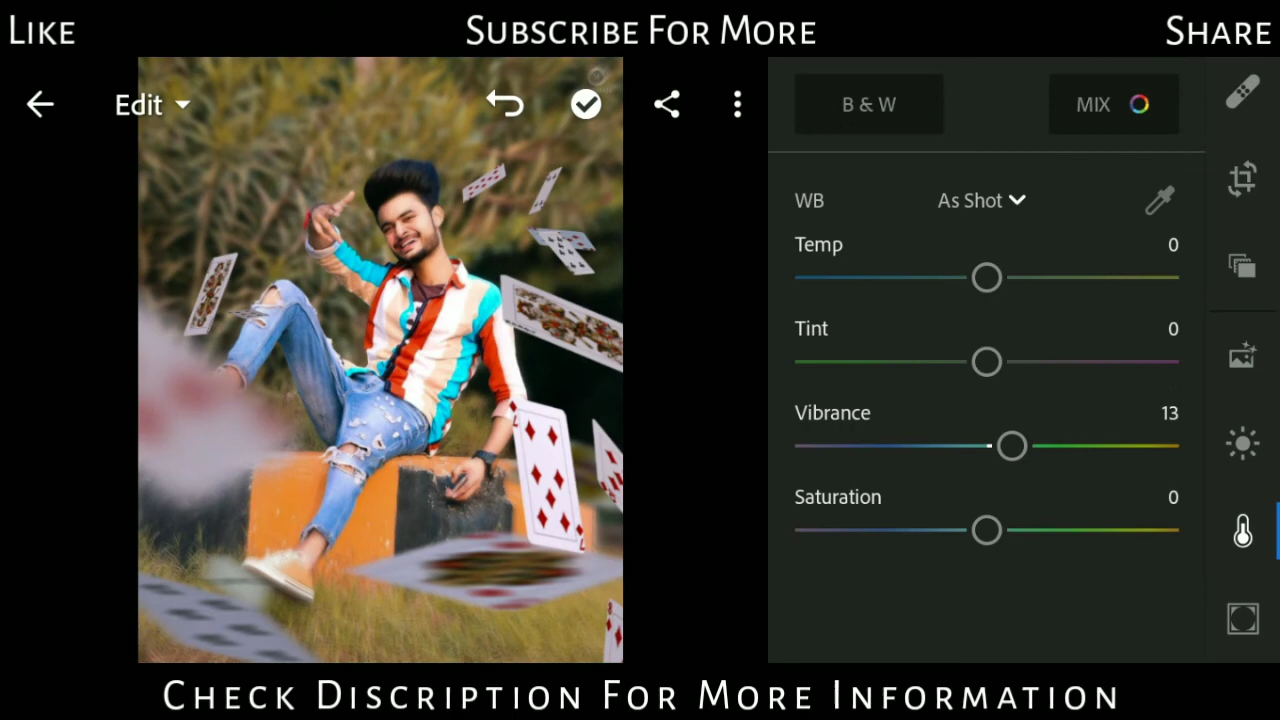 LIKE
SUBSCRIBE FOR MORE
SHARE
Edit
B & W
MIX
WB
As Shot
Temp
0
Tint
0
Vibrance
13
Saturation
0
CHECK DISCRIPTION FOR MORE INFORMATION